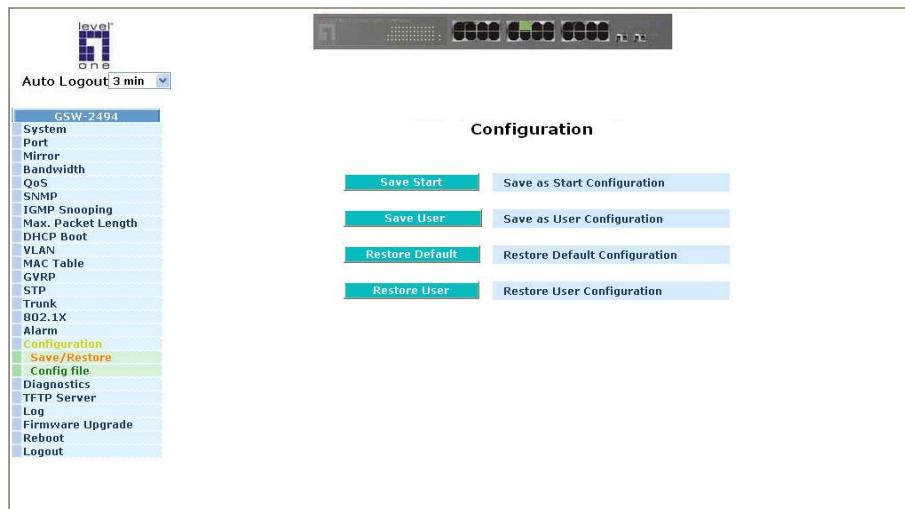 level
one
Auto Logout 3 min
GSW-2494
System
Port
Mirror
Bandwidth
QoS
SNMP
IGMP Snooping
Max. Packet Length
DHCP Boot
VLAN
MAC Table
GVRP
STP
Trunk
802.1X
Alarm
Configuration
Save/Restore
Config file
Diagnostics
TFTP Server
Log
Firmware Upgrade
Reboot
Logout
Configuration
Save Start Save as Start Configuration
Save User Save as User Configuration
Restore Default Restore Default Configuration
Restore User Restore User Configuration